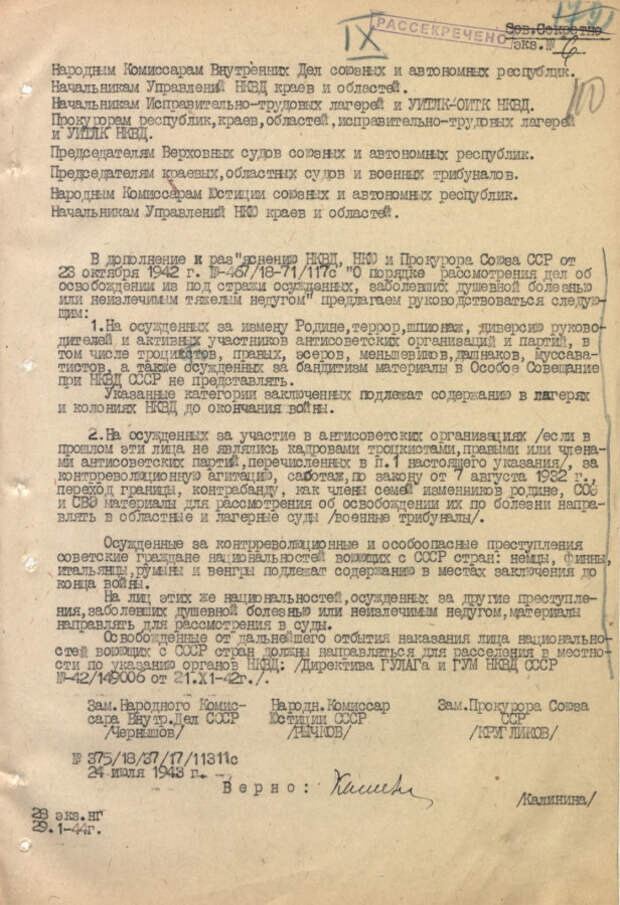 179
Сов.Секретно
РАССЕКРЕЧЕНО
IX
экз.№ 6
100
Народным Комиссарам Внутренних Дел союзных и автономных республик.
Начальникам Управлений НКВД краев и областей.
Начальникам Исправительно-трудовых лагерей и УИТЛК-ОИТК НКВД.
Прокурорам республик,краев,областей,исправительно-трудовых лагерей
и УИТЛК НКВД.
Председателям Верховных судов союзных и автономных республик.
Председателям краевых,областных судов и военных трибуналов.
Народным Комиссарам Юстиции союзных и автономных республик.
Начальникам Управлений НКЮ краев и областей.
В дополнение к раз"яснению НКВД, НКЮ и Прокурора Союза ССР от
23 октября 1942 г. №-467/18-71/117с "О порядке рассмотрения дел об
освобождении из под стражи осужденных, заболевших душевной болезнью
или неизлечимым тяжелым недугом" предлагаем руководствоваться следую-
щим:
1.На осужденных за измену Родине,террор,шпионаж, диверсию руково-
дителей и активных участников антисоветских организаций и партий, в
том числе троцкистов, правых, эсеров, меньшевиков,дашнаков, муссава-
тистов, а также осужденных за бандитизм материалы в Особое Совещание
при НКВД СССР не представлять.
Указанные категории заключенных подлежат содержанию в лагерях
и колониях НКВД до окончания войны.
2.На осужденных за участие в антисоветских организациях /если в
прошлом эти лица не являлись кадровами троцкистами,правыми или члена-
ми антисоветских партий,перечисленных в п.1 настоящего указания/, за
контрреволюционную агитацию, саботаж,по закону от 7 августа 1932 г.,
переход границы, контрабанду, как члены семей изменников родине, СОЭ
и СВЭ материалы для рассмотрения об освобождении их по болезни напра-
влять в областные и лагерные суды /военные трибуналы/.
Осужденные за контрреволюционные и особоопасные преступления
советские граждане национальностей воюющих с СССР стран: немцы, финны,
итальянцы,румыны и венгры подлежат содержанию в местах заключения до
конца войны.
На лиц этих же национальностей,осужденных за другие преступле-
ния,заболевших душевной болезнью или неизлечимым недугом,материалы
направлять для рассмотрения в суды.
Освобожденные от дальнейшего отбытия наказания лица национально-
стей воюющих с СССР стран должны направляться для расселения в местно-
сти по указанию органов НКВД: /Директива ГУЛАГа и ГУМ НКВД СССР
№-42/149006 от 21.Х1-42г./.
Зам.Народного Комис- Народн.Комиссар Зам.Прокурора Союза
сара Внутр.Дел СССР Юстиции СССР ССР
/Чернышов/ /РЫЧКОВ/ /КРУГЛИКОВ/
№ 375/18/37/17/11311с
24 июля 1943 г.
Верно:
/Калинина/
28 экз.нг
29.1-44г.